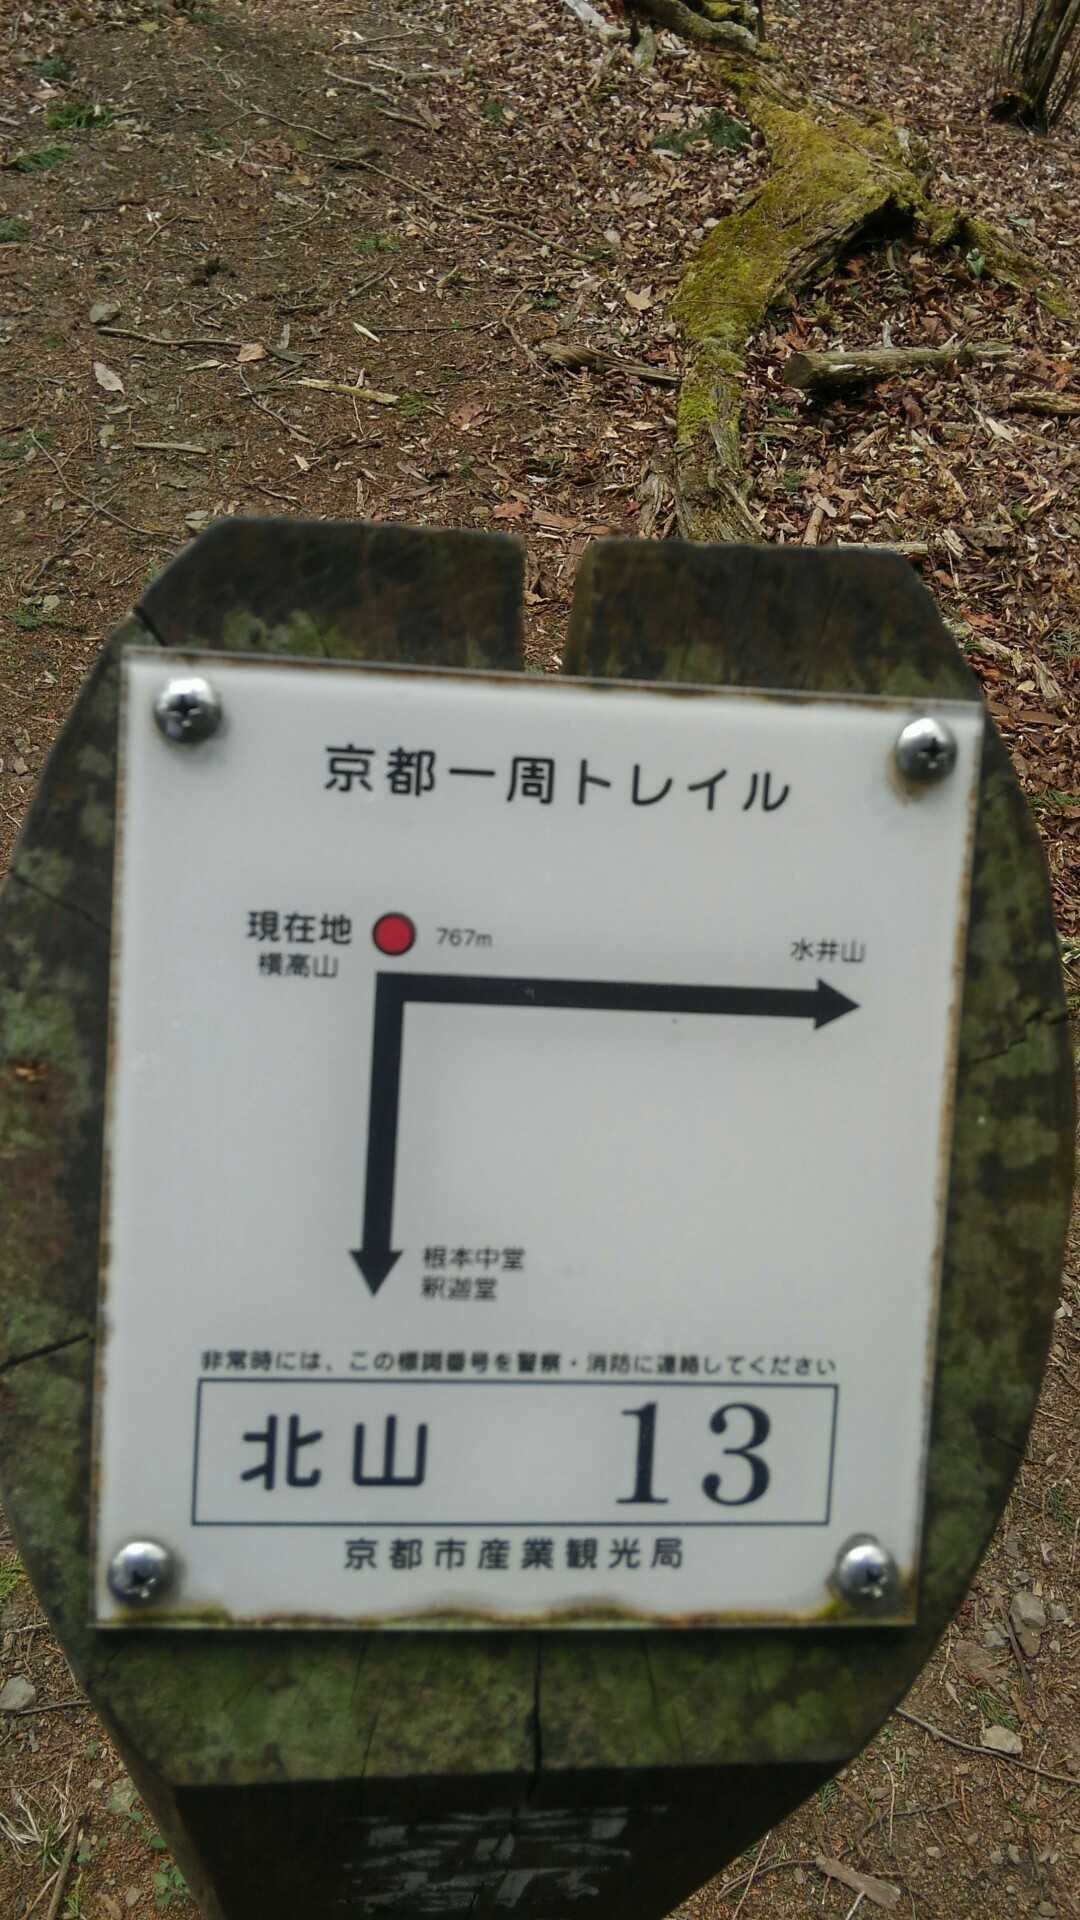 京都一周トレイル
現在地
767m
横高山
水井山
根本中堂
釈迦堂
非常時には、この標識番号を警察・消防に連絡してください
北山 13
京都市産業観光局